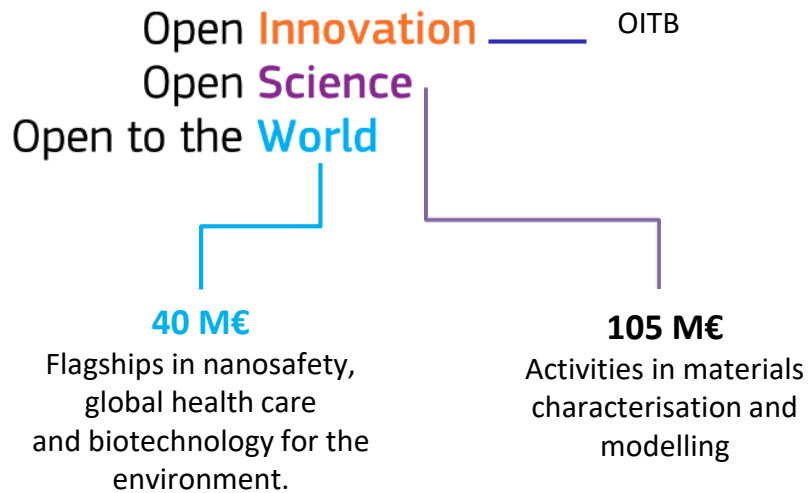 Open Innovation
OITB
Open Science
Open to the World
40 M€
Flagships in nanosafety,
global health care
and biotechnology for the
environment.
105 M€
Activities in materials
characterisation and
modelling